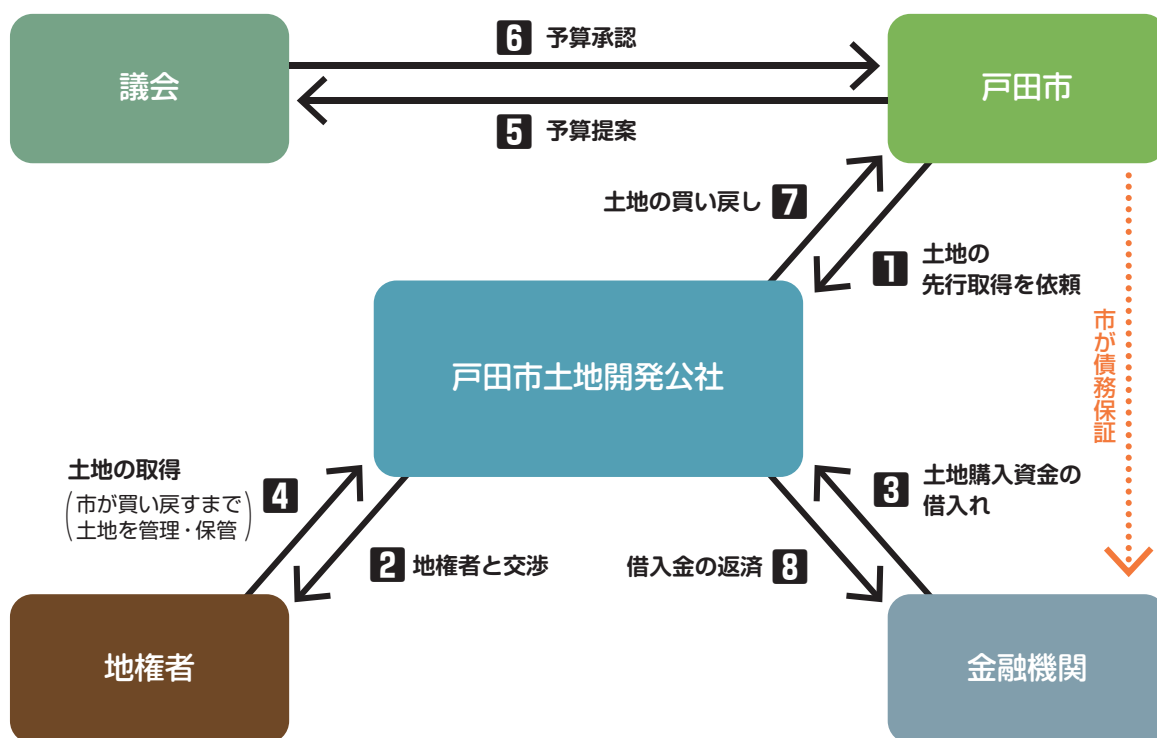 議会
6 予算承認
戸田市
5 予算提案
土地の買い戻し 7
1 土地の
先行取得を依頼
市が債務保証
戸田市土地開発公社
土地の取得
(市が買い戻すまで
土地を管理・保管) 4
3 土地購入資金の
借入れ
2 地権者と交渉
借入金の返済 8
地権者
金融機関